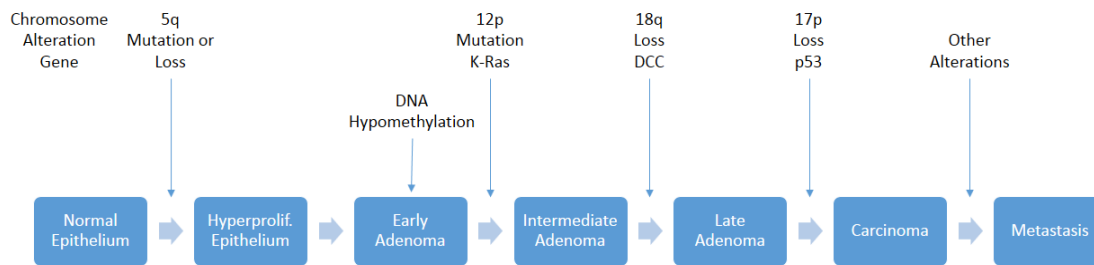 Chromosome
Alteration
Gene
5q
Mutation or
Loss
DNA
Hypomethylation
12p
Mutation
K-Ras
18q
Loss
DCC
17p
Loss
p53
Other
Alterations
Normal
Epithelium
Hyperprolif.
Epithelium
Early
Adenoma
Intermediate
Adenoma
Late
Adenoma
Carcinoma
Metastasis